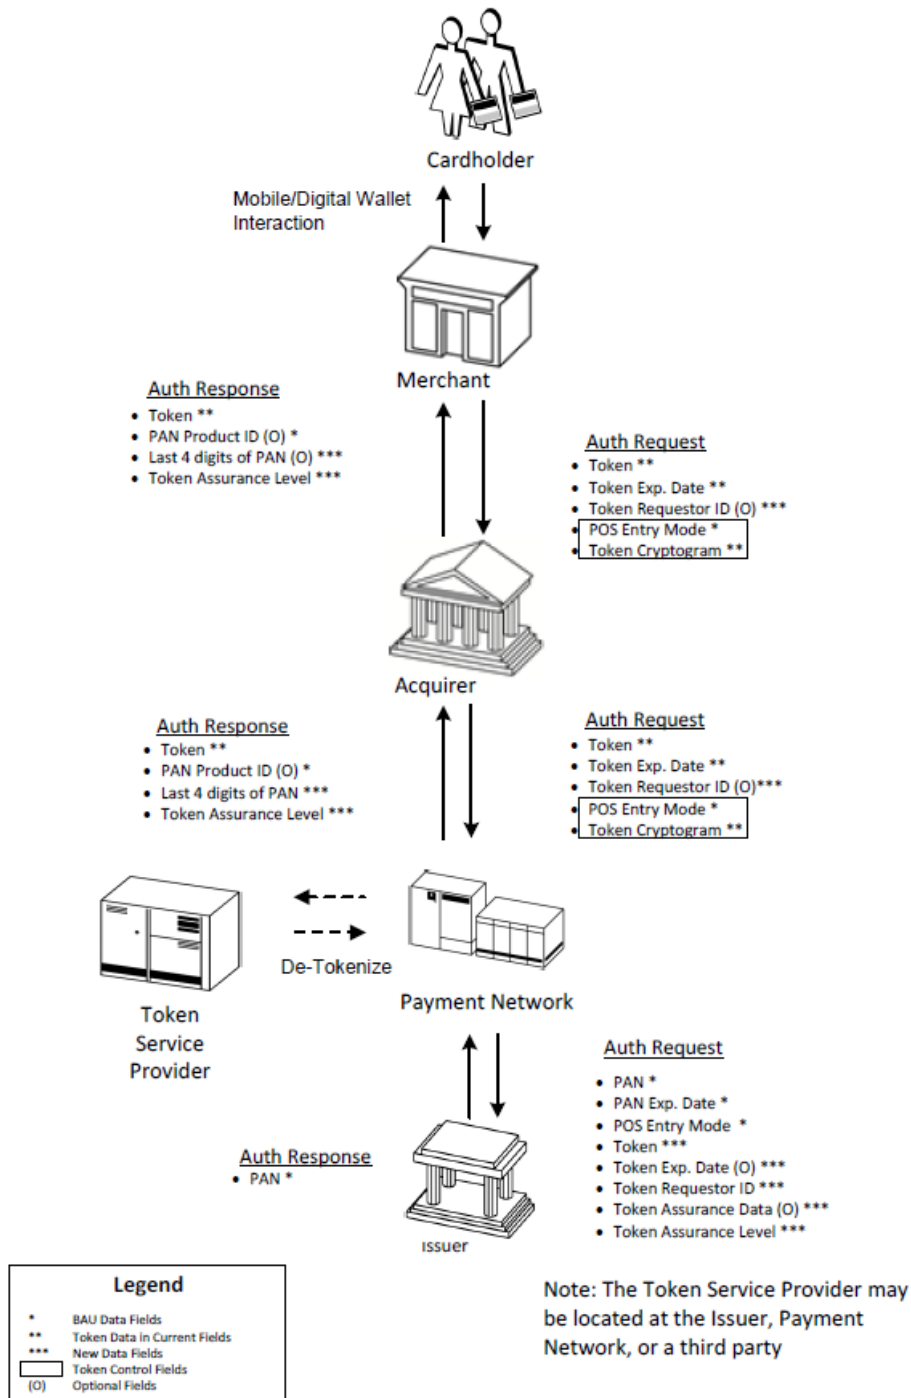 Cardholder
Mobile/Digital Wallet
Interaction
Merchant
Auth Response
• Token **
• PAN Product ID (O) *
• Last 4 digits of PAN (O) ***
• Token Assurance Level ***
Auth Request
• Token **
• Token Exp. Date **
• Token Requestor ID (O) ***
• POS Entry Mode *
• Token Cryptogram **
Acquirer
Auth Response
• Token **
• PAN Product ID (O) *
• Last 4 digits of PAN ***
• Token Assurance Level ***
Auth Request
• Token **
• Token Exp. Date **
• Token Requestor ID (O)***
• POS Entry Mode *
• Token Cryptogram **
De-Tokenize
Token
Service
Provider
Payment Network
Auth Request
• PAN *
• PAN Exp. Date *
• POS Entry Mode *
• Token ***
• Token Exp. Date (O) ***
• Token Requestor ID ***
• Token Assurance Data (O) ***
• Token Assurance Level ***
Auth Response
• PAN *
Issuer
Legend
* BAU Data Fields
** Token Data in Current Fields
*** New Data Fields
Token Control Fields
(O) Optional Fields
Note: The Token Service Provider may
be located at the Issuer, Payment
Network, or a third party